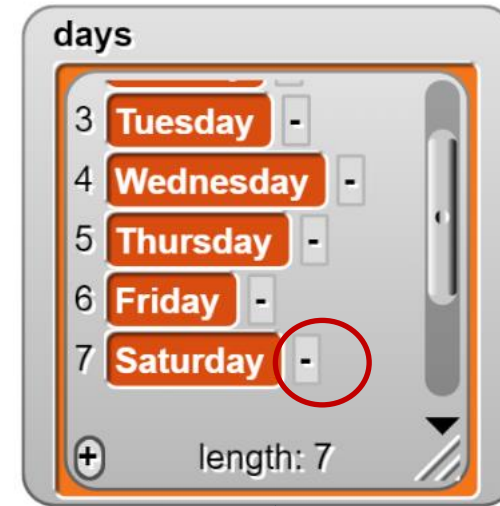 days
3 Tuesday -
4 Wednesday -
5 Thursday -
6 Friday -
7 Saturday -
+ length: 7